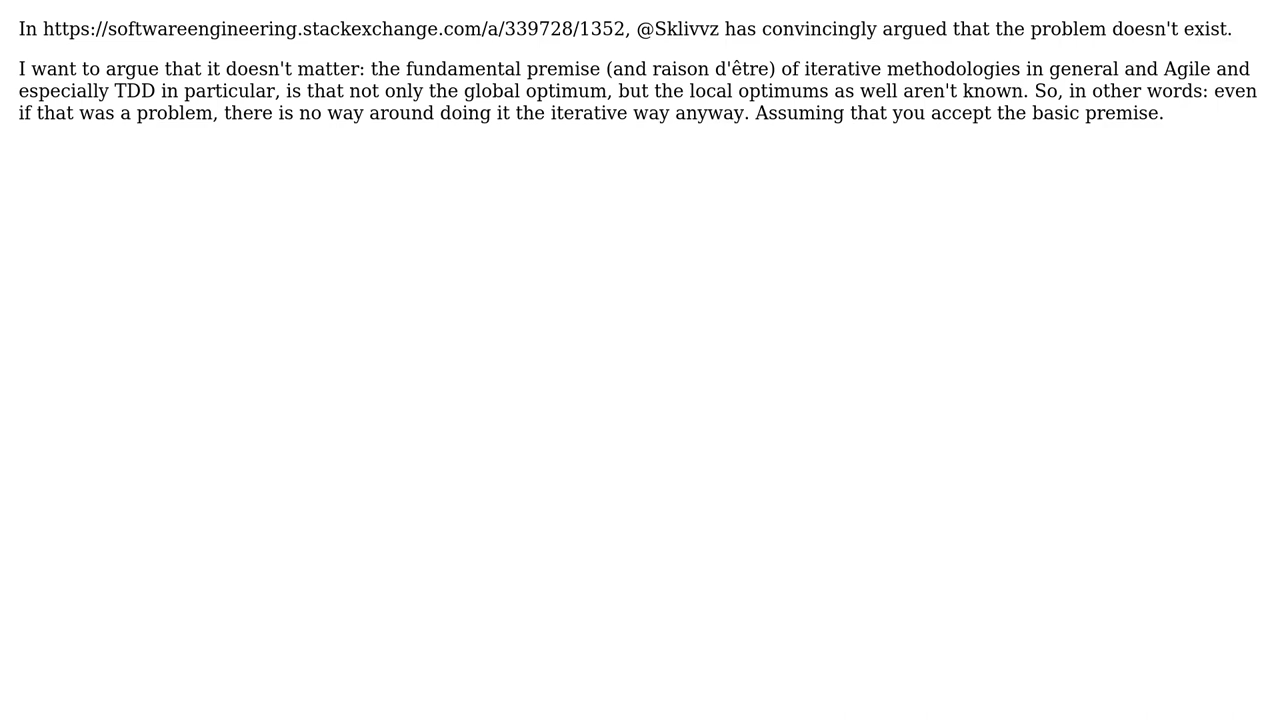 In https://softwareengineering.stackexchange.com/a/339728/1352, @Sklivvz has convincingly argued that the problem doesn't exist.
I want to argue that it doesn't matter: the fundamental premise (and raison d'être) of iterative methodologies in general and Agile and
especially TDD in particular, is that not only the global optimum, but the local optimums as well aren't known. So, in other words: even
if that was a problem, there is no way around doing it the iterative way anyway. Assuming that you accept the basic premise.